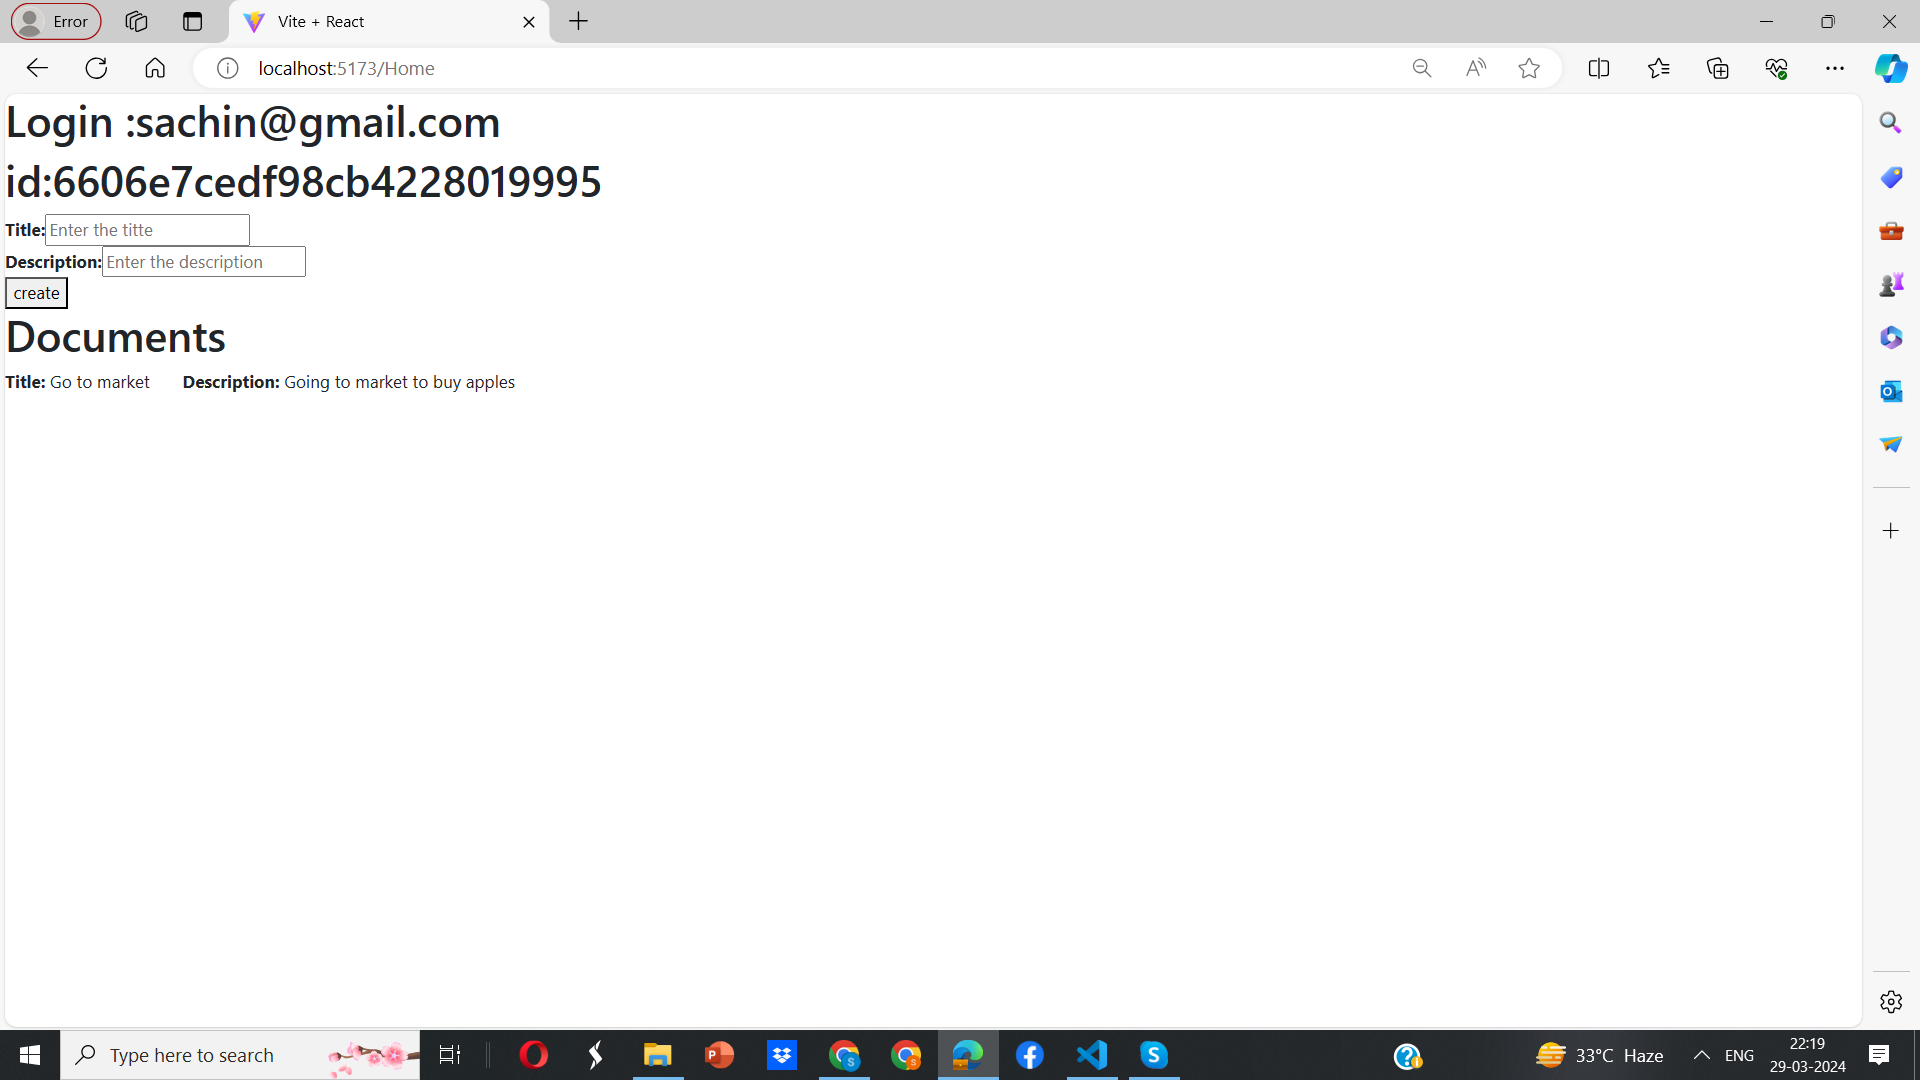 Error
Vite + React
localhost:5173/Home
Login :sachin@gmail.com
id:6606e7cedf98cb4228019995
Title: Enter the titte
Description: Enter the description
create
Documents
Title: Go to market Description: Going to market to buy apples
Type here to search
33°C Haze
ENG
22:19
29-03-2024